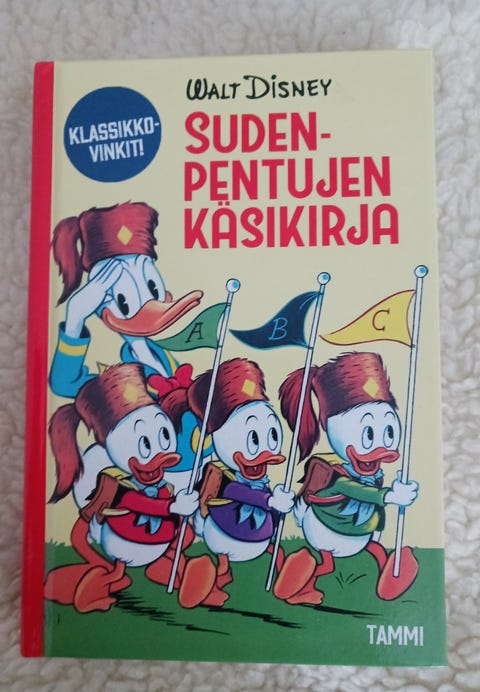 WALT DISNEY
KLASSIKKO-
VINKIT!
SUDEN-
PENTUJEN
KÄSIKIRJA
A
B
C
TAMMI